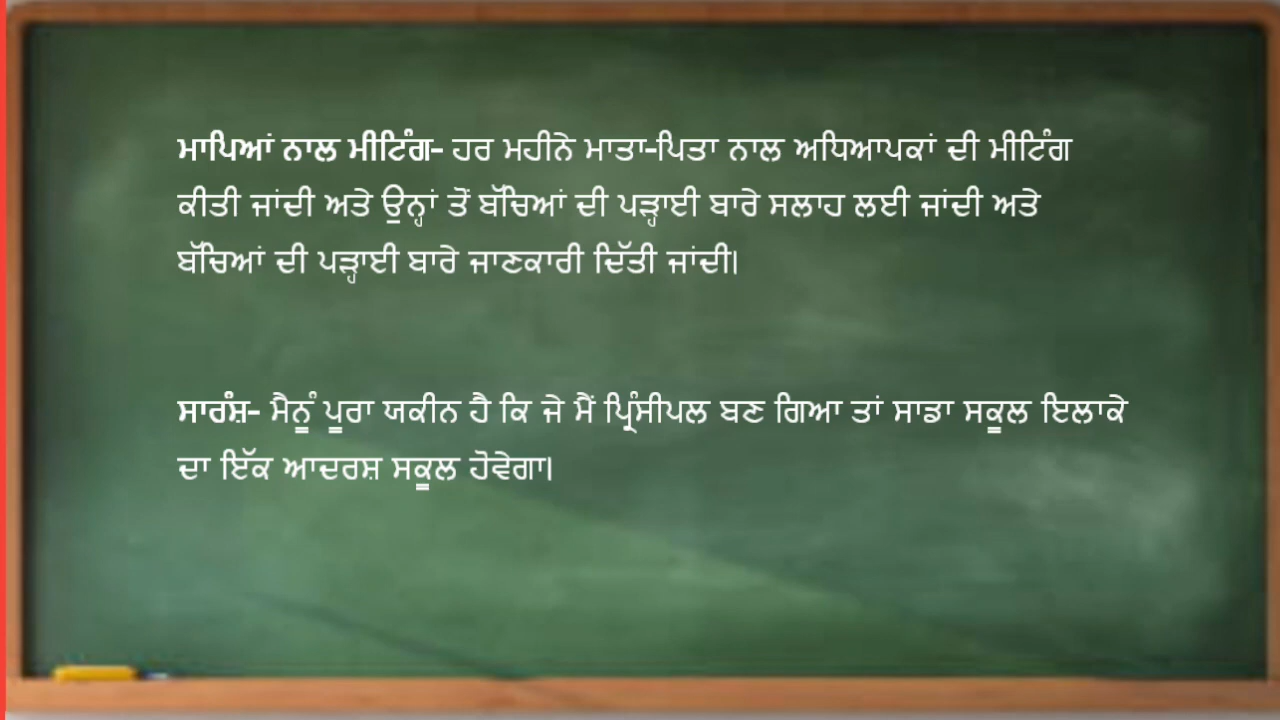 ਮਾਪਿਆਂ ਨਾਲ ਮੀਟਿੰਗ- ਹਰ ਮਹੀਨੇ ਮਾਤਾ-ਪਿਤਾ ਨਾਲ ਅਧਿਆਪਕਾਂ ਦੀ ਮੀਟਿੰਗ
ਕੀਤੀ ਜਾਂਦੀ ਅਤੇ ਉਨ੍ਹਾਂ ਤੋਂ ਬੱਚਿਆਂ ਦੀ ਪੜ੍ਹਾਈ ਬਾਰੇ ਸਲਾਹ ਲਈ ਜਾਂਦੀ ਅਤੇ
ਬੱਚਿਆਂ ਦੀ ਪੜ੍ਹਾਈ ਬਾਰੇ ਜਾਣਕਾਰੀ ਦਿੱਤੀ ਜਾਂਦੀ।
ਸਾਰੰਸ਼- ਮੈਨੂੰ ਪੂਰਾ ਯਕੀਨ ਹੈ ਕਿ ਜੇ ਮੈਂ ਪ੍ਰਿੰਸੀਪਲ ਬਣ ਗਿਆ ਤਾਂ ਸਾਡਾ ਸਕੂਲ ਇਲਾਕੇ
ਦਾ ਇੱਕ ਆਦਰਸ਼ ਸਕੂਲ ਹੋਵੇਗਾ।